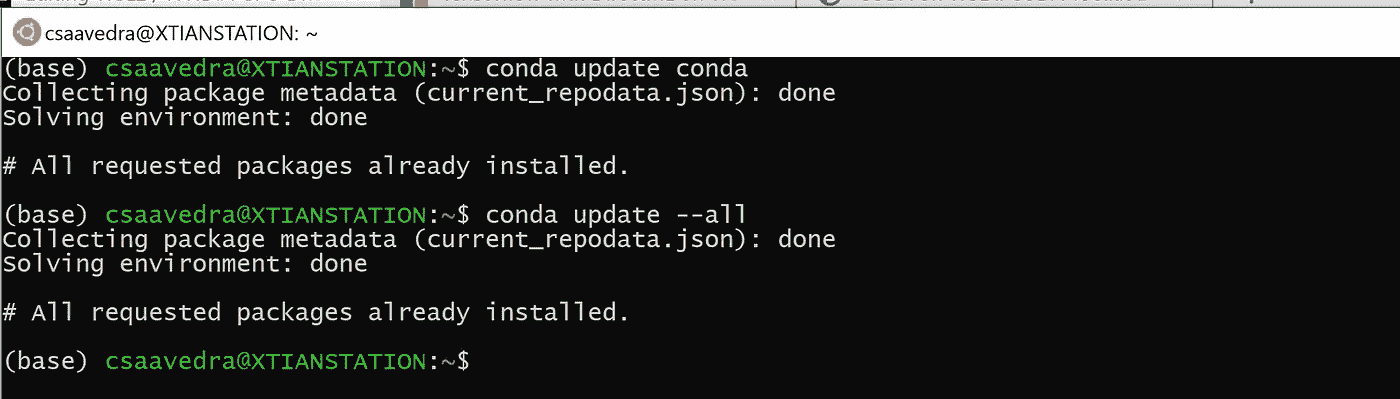 csaavedra@XTIANSTATION: ~
(base) csaavedra@XTIANSTATION:~$ conda update conda
Collecting package metadata (current_repodata.json): done
Solving environment: done
# All requested packages already installed.
(base) csaavedra@XTIANSTATION:~$ conda update --all
Collecting package metadata (current_repodata.json): done
Solving environment: done
# All requested packages already installed.
(base) csaavedra@XTIANSTATION:~$